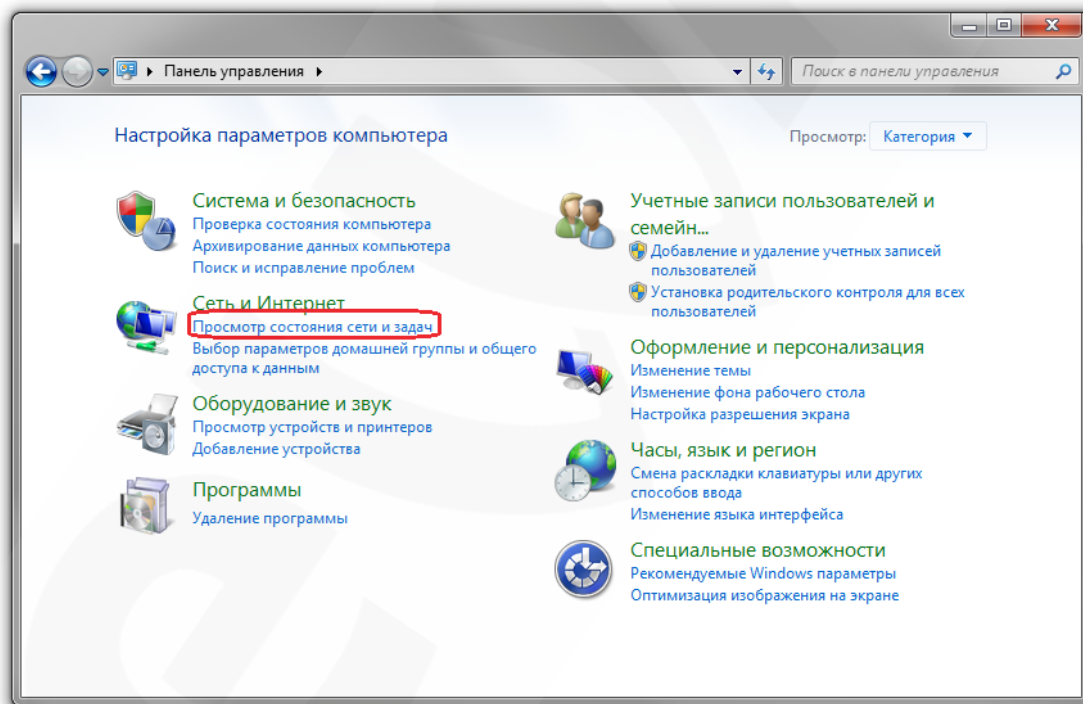 Панель управления
Поиск в панели управления
Настройка параметров компьютера
Просмотр: Категория
Система и безопасность
Проверка состояния компьютера
Архивирование данных компьютера
Поиск и исправление проблем
Сеть и Интернет
Просмотр состояния сети и задач
Выбор параметров домашней группы и общего
доступа к данным
Оборудование и звук
Просмотр устройств и принтеров
Добавление устройства
Программы
Удаление программы
Учетные записи пользователей и
семейн...
Добавление и удаление учетных записей
пользователей
Установка родительского контроля для всех
пользователей
Оформление и персонализация
Изменение темы
Изменение фона рабочего стола
Настройка разрешения экрана
Часы, язык и регион
Смена раскладки клавиатуры или других
способов ввода
Изменение языка интерфейса
Специальные возможности
Рекомендуемые Windows параметры
Оптимизация изображения на экране